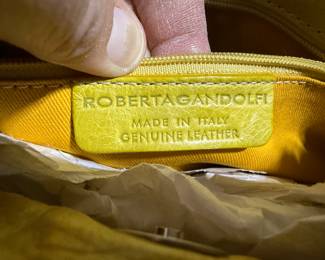 ROBERTAGANDOLFI
MADE IN ITALY
GENUINE LEATHER